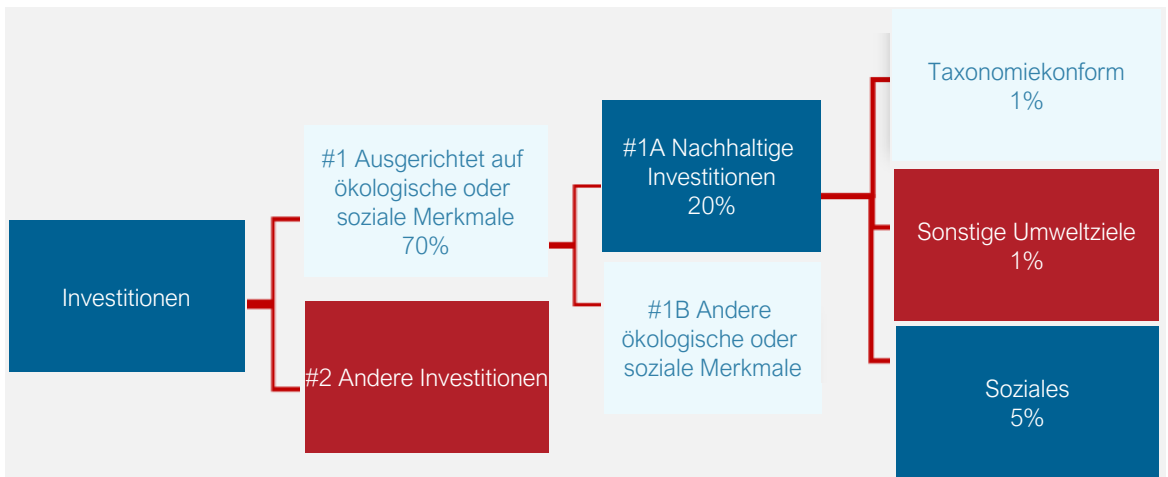 Investitionen
#1 Ausgerichtet auf
ökologische oder
soziale Merkmale
70%
#2 Andere Investitionen
#1A Nachhaltige
Investitionen
20%
#1B Andere
ökologische oder
soziale Merkmale
Taxonomiekonform
1%
Sonstige Umweltziele
1%
Soziales
5%